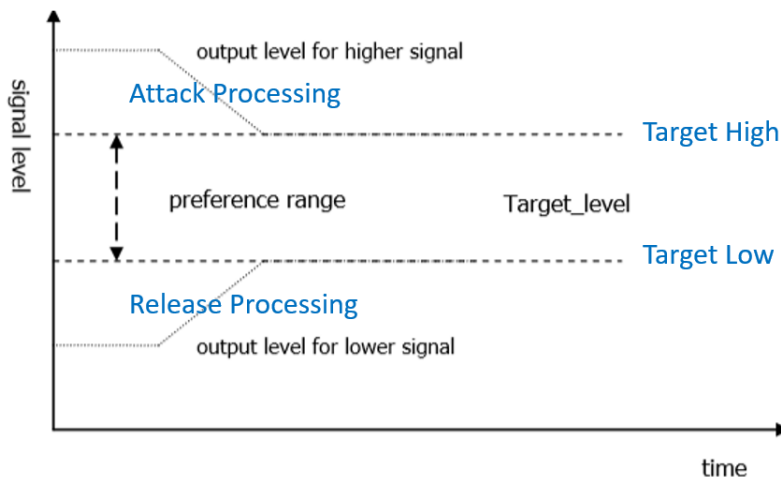 output level for higher signal
Attack Processing
signal level
Target High
preference range
Target_level
Target Low
Release Processing
output level for lower signal
time